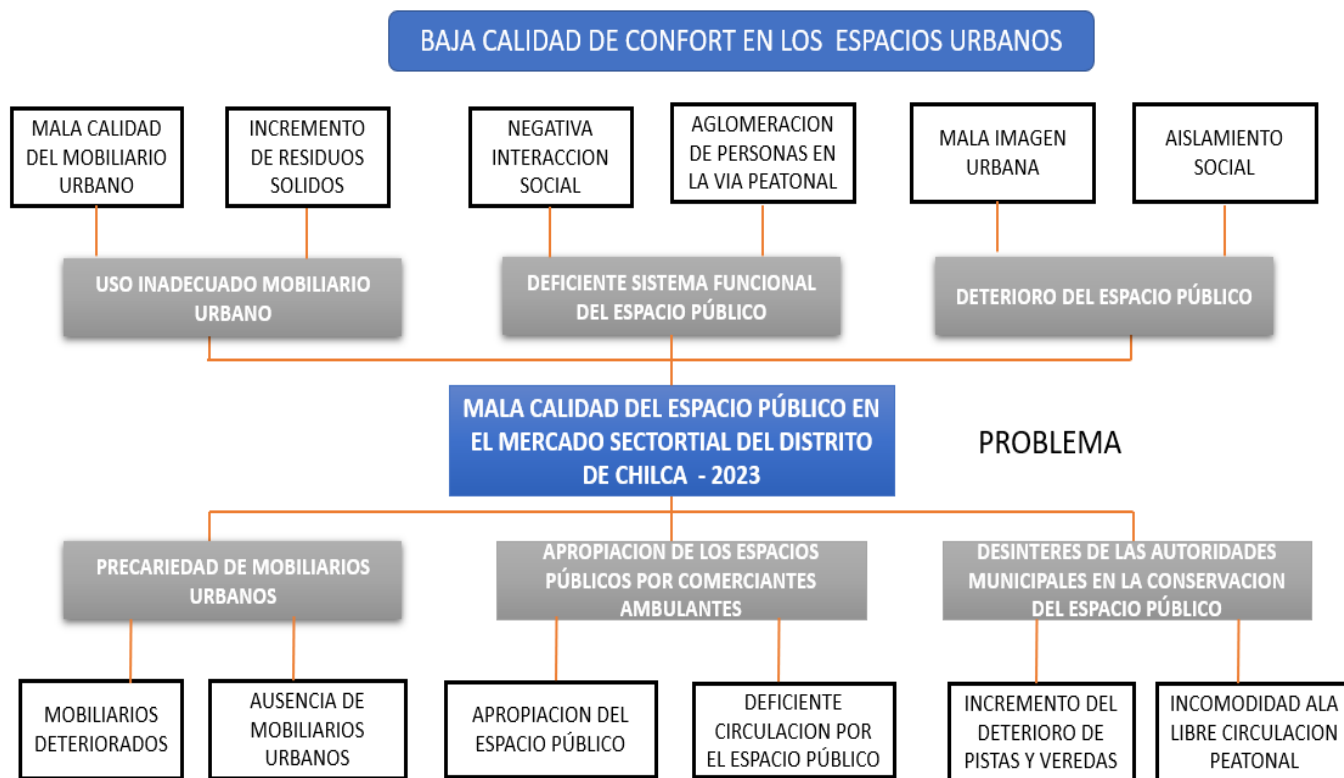 BAJA CALIDAD DE CONFORT EN LOS ESPACIOS URBANOS
MALA CALIDAD
DEL MOBILIARIO
URBANO
INCREMENTO
DE RESIDUOS
SOLIDOS
NEGATIVA
INTERACCION
SOCIAL
AGLOMERACION
DE PERSONAS EN
LA VIA PEATONAL
MALA IMAGEN
URBANA
AISLAMIENTO
SOCIAL
USO INADECUADO MOBILIARIO
URBANO
DEFICIENTE SISTEMA FUNCIONAL
DEL ESPACIO PÚBLICO
DETERIORO DEL ESPACIO PÚBLICO
MALA CALIDAD DEL ESPACIO PÚBLICO EN
EL MERCADO SECTORTIAL DEL DISTRITO
DE CHILCA - 2023
PROBLEMA
PRECARIEDAD DE MOBILIARIOS
URBANOS
APROPIACION DE LOS ESPACIOS
PÚBLICOS POR COMERCIANTES
AMBULANTES
DESINTERES DE LAS AUTORIDADES
MUNICIPALES EN LA CONSERVACION
DEL ESPACIO PÚBLICO
MOBILIARIOS
DETERIORADOS
AUSENCIA DE
MOBILIARIOS
URBANOS
APROPIACION DEL
ESPACIO PÚBLICO
DEFICIENTE
CIRCULACION POR
EL ESPACIO PÚBLICO
INCREMENTO DEL
DETERIORO DE
PISTAS Y VEREDAS
INCOMODIDAD ALA
LIBRE CIRCULACION
PEATONAL